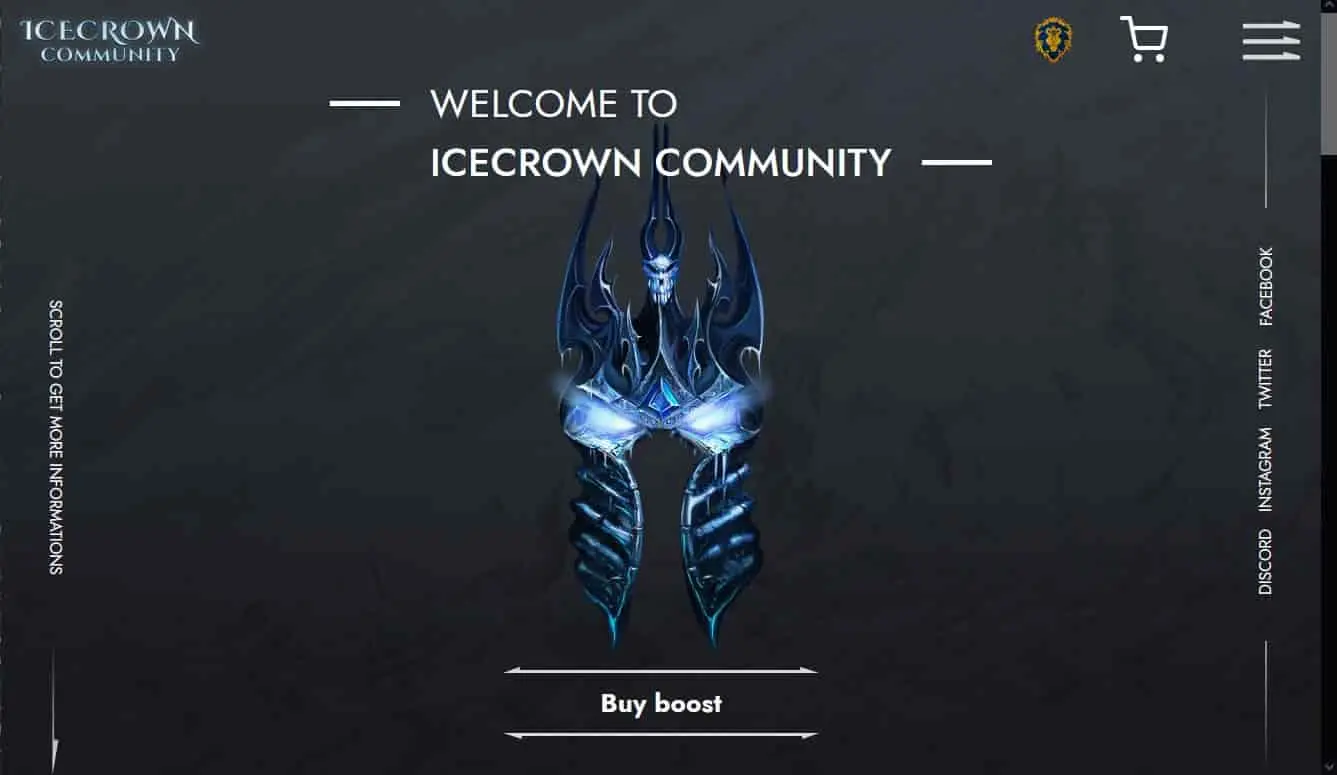 ICECROWN
COMMUNITY
WELCOME TO
ICECROWN COMMUNITY
SCROLL TO GET MORE INFORMATIONS
FACEBOOK
TWITTER
INSTAGRAM
DISCORD
Buy boost